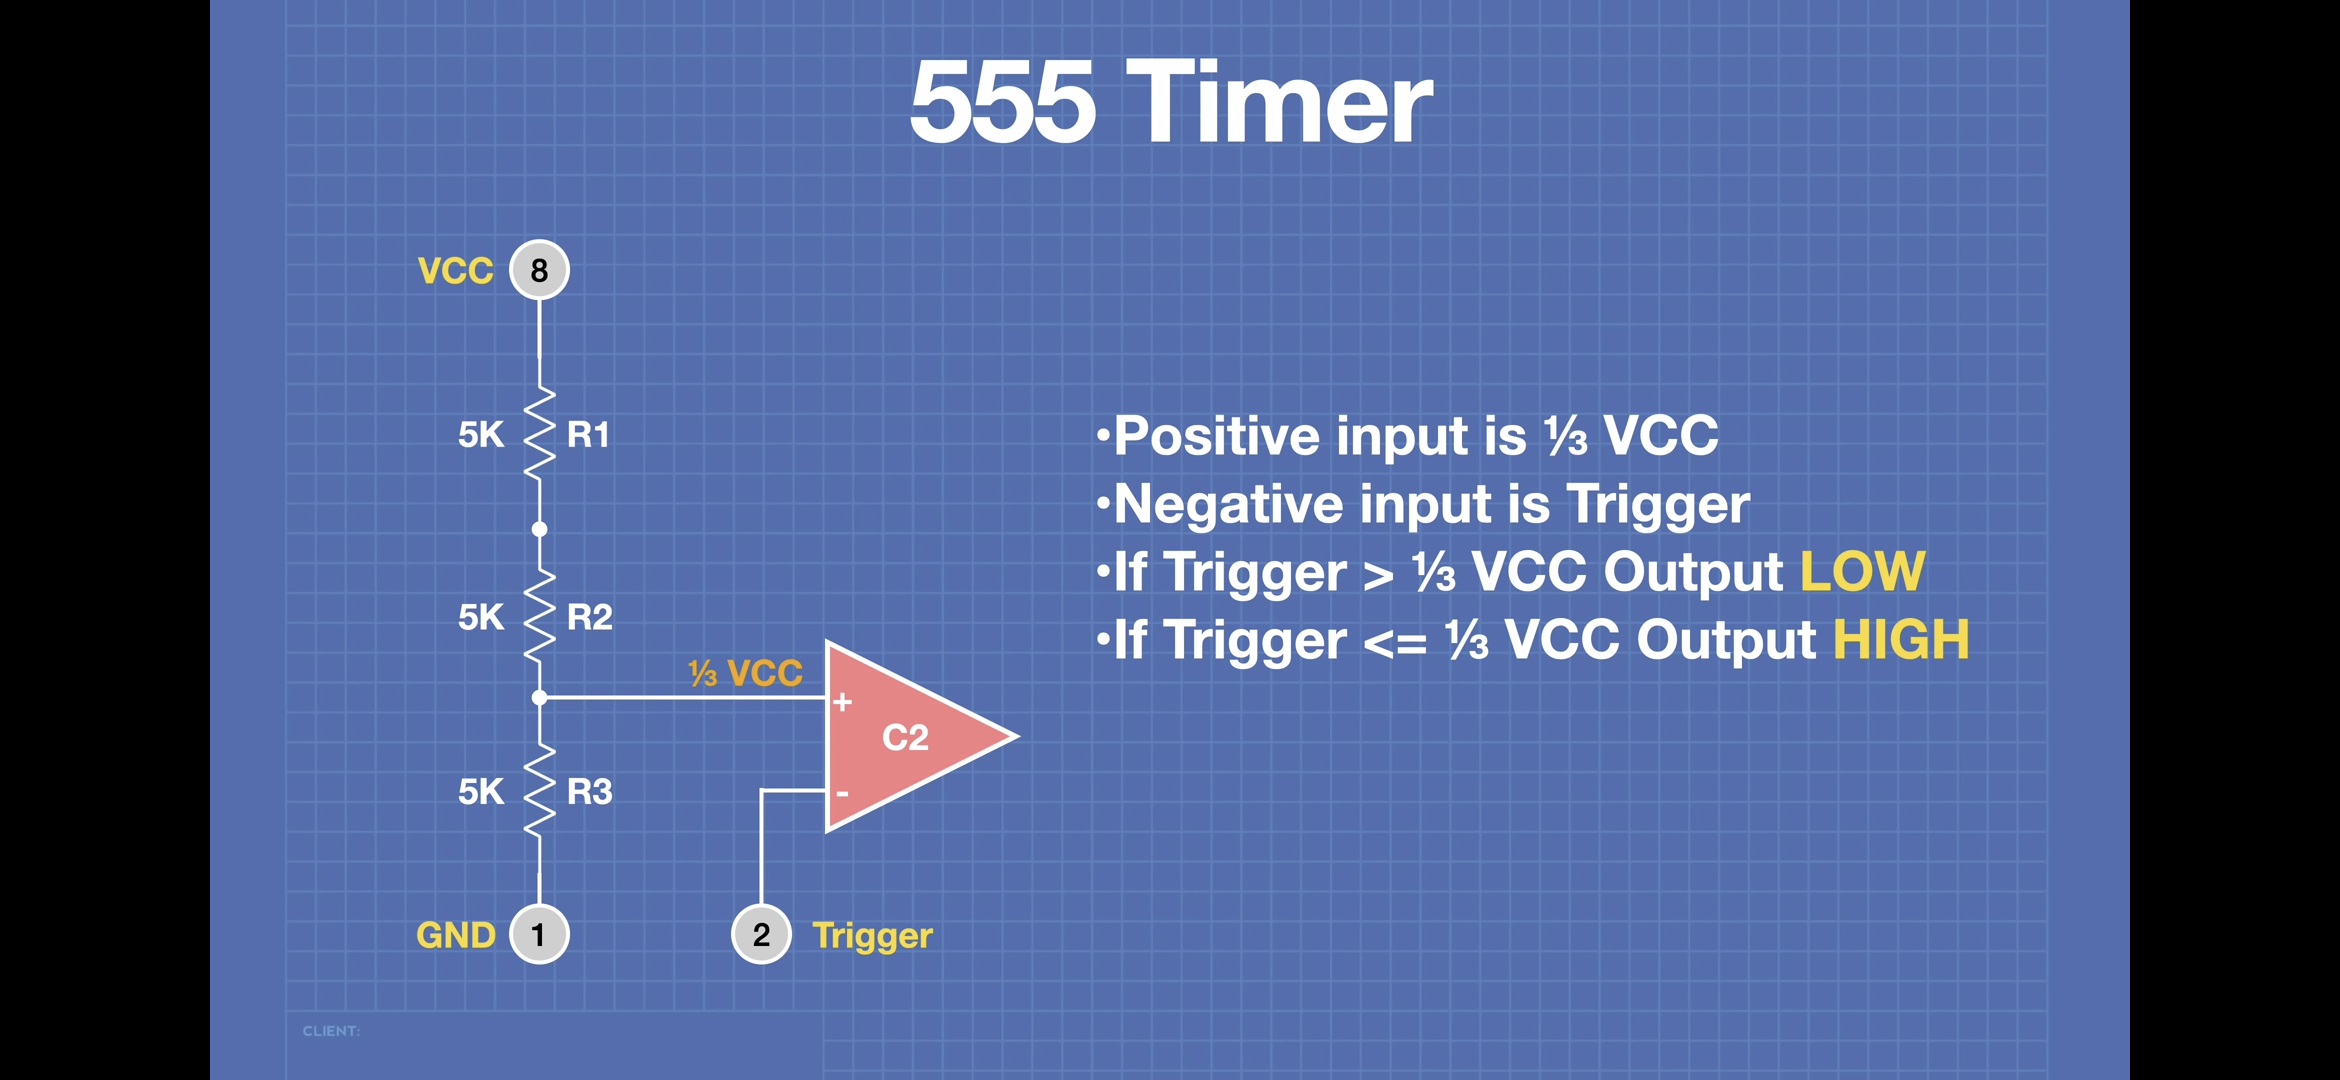 555 Timer
VCC 8
5K R1
•Positive input is ⅓ VCC
•Negative input is Trigger
•If Trigger > ⅓ VCC Output LOW
•If Trigger <= ⅓ VCC Output HIGH
5K R2
⅓ VCC
+
C2
-
5K R3
GND 1
2 Trigger
CLIENT: